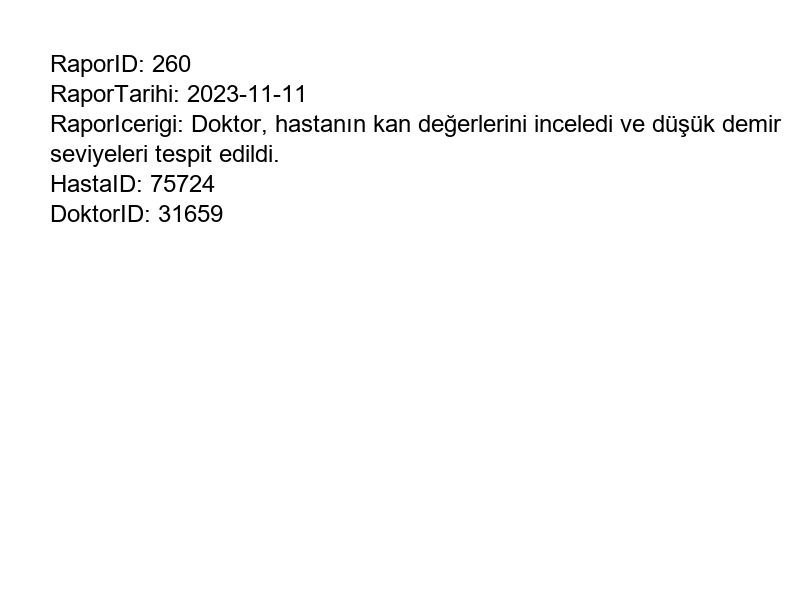 RaporID: 260
RaporTarihi: 2023-11-11
RaporIcerigi: Doktor, hastanın kan değerlerini inceledi ve düşük demir
seviyeleri tespit edildi.
HastaID: 75724
DoktorID: 31659